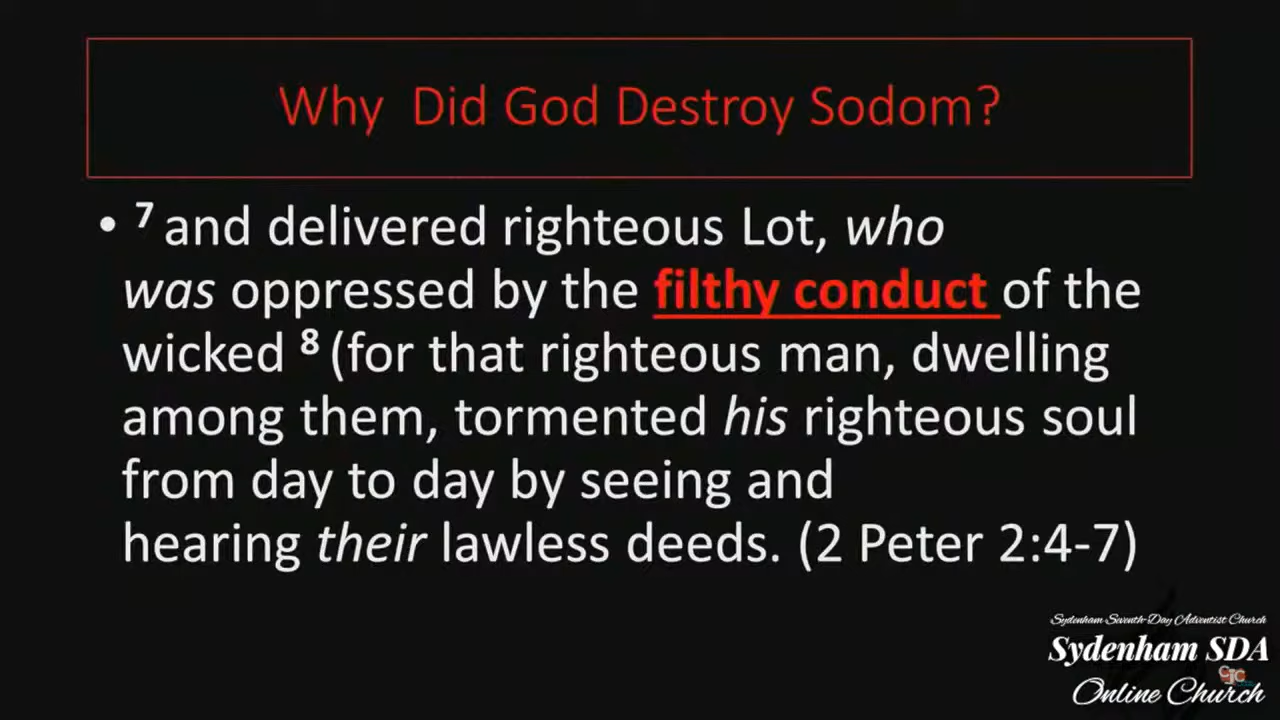 Why Did God Destroy Sodom?
• ⁷ and delivered righteous Lot, who
was oppressed by the filthy conduct of the
wicked ⁸ (for that righteous man, dwelling
among them, tormented his righteous soul
from day to day by seeing and
hearing their lawless deeds. (2 Peter 2:4-7)
Sydenham Seventh-Day Adventist Church
Sydenham SDA
CJC
Online Church